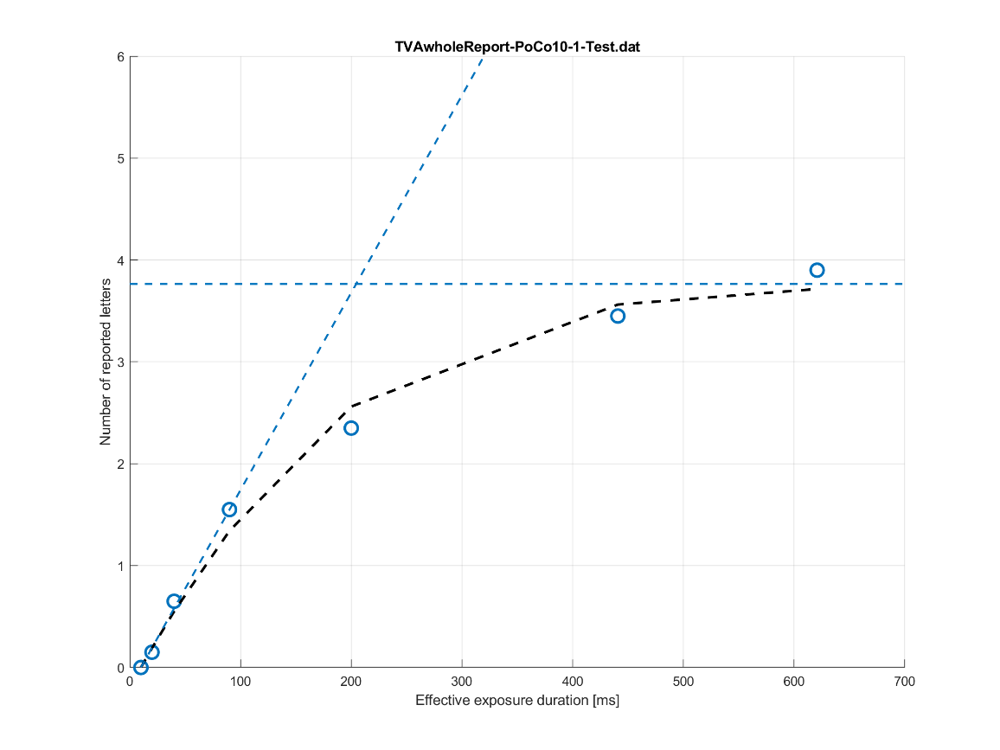 TVAwholeReport-PoCo10-1-Test.dat
6
5
4
3
2
1
0
Number of reported letters
0 100 200 300 400 500 600 700
Effective exposure duration [ms]